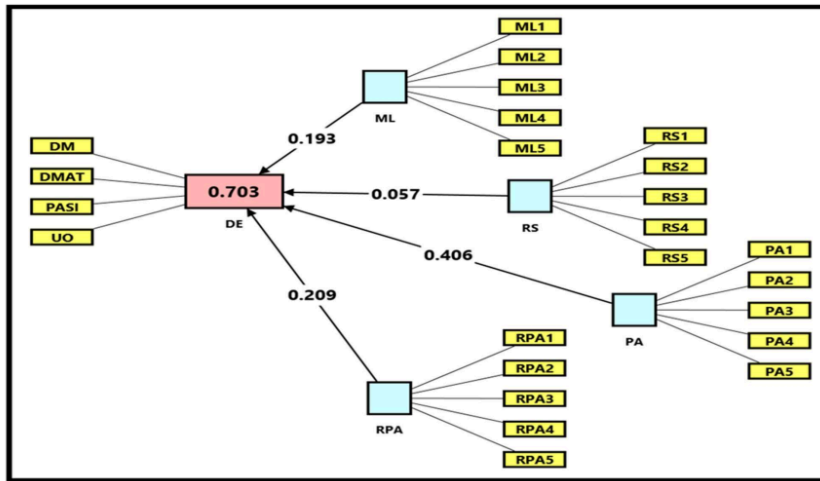 ML1
ML2
ML3
ML4
ML5
ML
0.193
DM
DMAT
PASI
UO
0.703
DE
0.057
RS
RS1
RS2
RS3
RS4
RS5
0.406
PA
PA1
PA2
PA3
PA4
PA5
0.209
RPA
RPA1
RPA2
RPA3
RPA4
RPA5